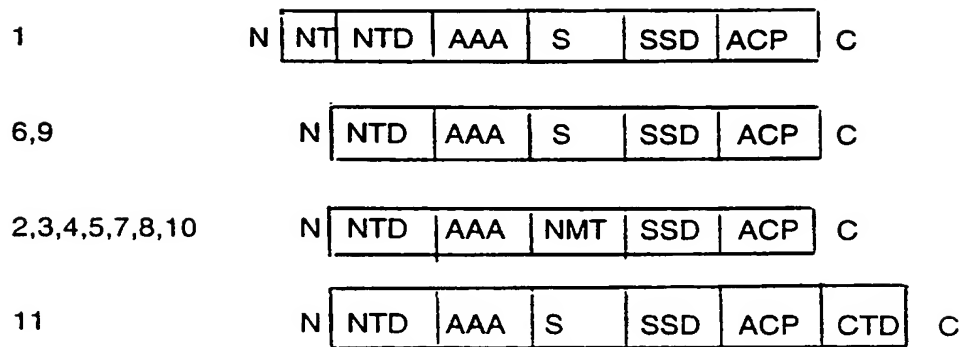 1 N NT NTD AAA S SSD ACP C
6,9 N NTD AAA S SSD ACP C
2,3,4,5,7,8,10 N NTD AAA NMT SSD ACP C
11 N NTD AAA S SSD ACP CTD C